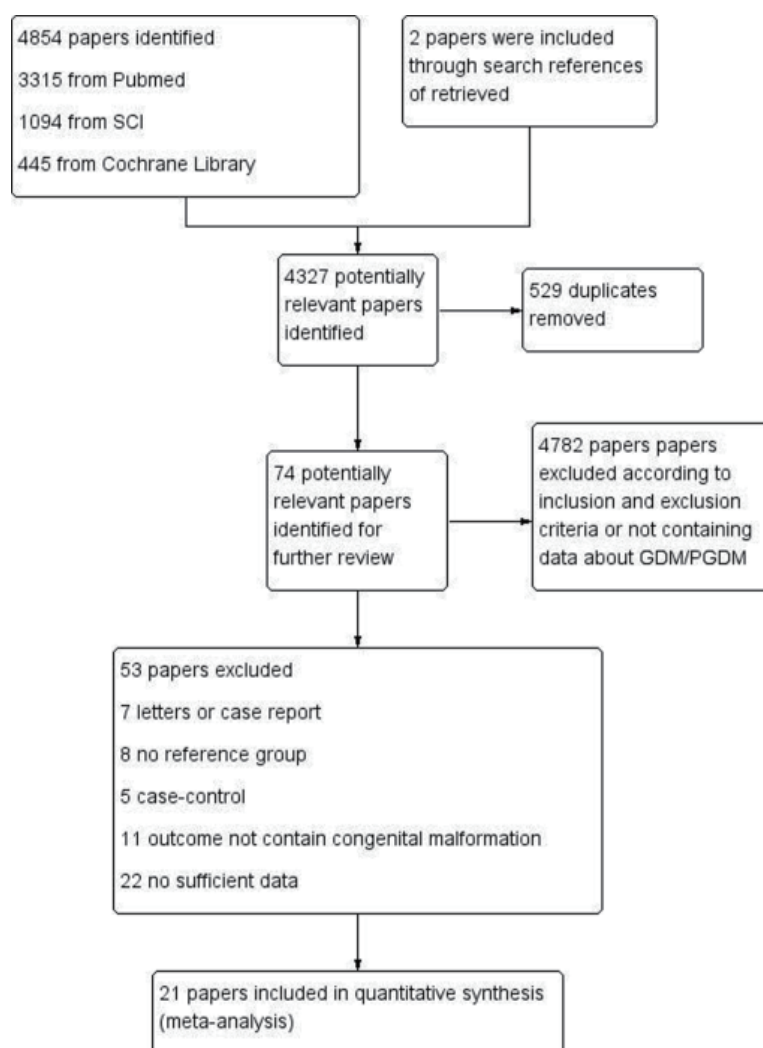 4854 papers identified
3315 from Pubmed
1094 from SCI
445 from Cochrane Library
2 papers were included
through search references
of retrieved
4327 potentially
relevant papers
identified
529 duplicates
removed
74 potentially
relevant papers
identified for
further review
4782 papers papers
excluded according to
inclusion and exclusion
criteria or not containing
data about GDM/PGDM
53 papers excluded
7 letters or case report
8 no reference group
5 case-control
11 outcome not contain congenital malformation
22 no sufficient data
21 papers included in quantitative synthesis
(meta-analysis)